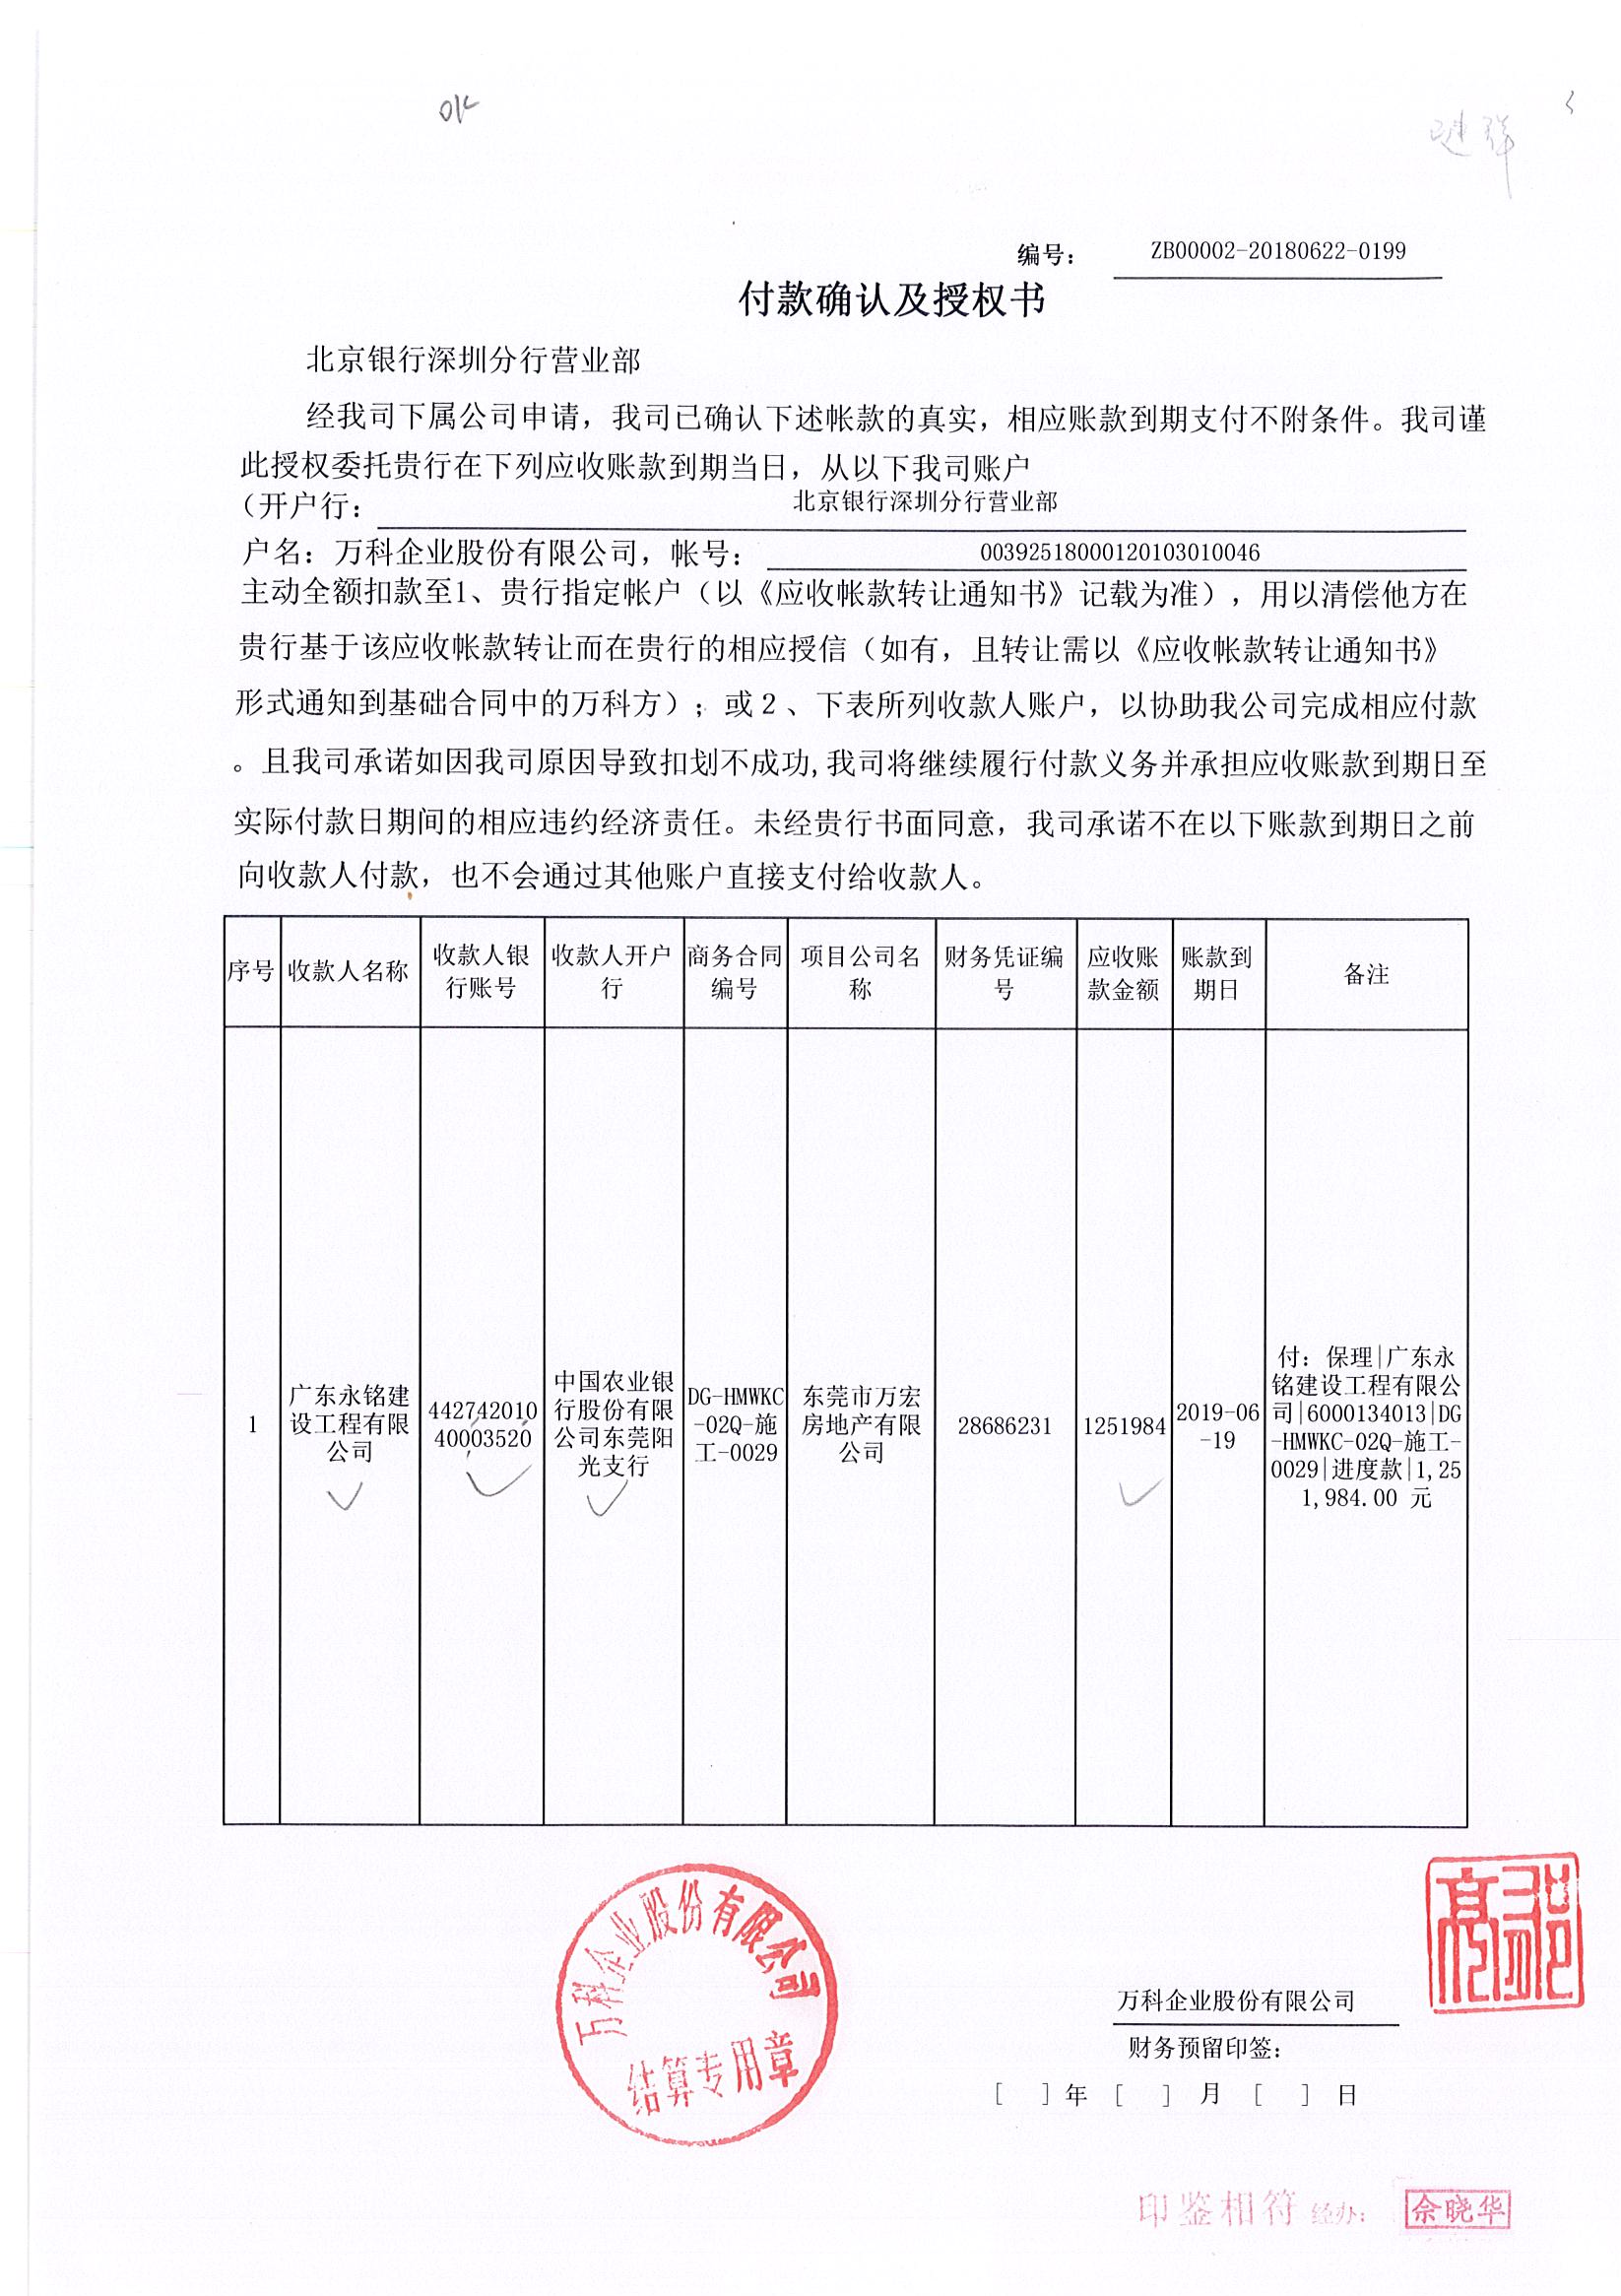 OK
编号：
ZB00002-20180622-0199
付款确认及授权书
北京银行深圳分行营业部
经我司下属公司申请，我司已确认下述帐款的真实，相应账款到期支付不附条件。我司谨
此授权委托贵行在下列应收账款到期当日，从以下我司账户
（开户行：
北京银行深圳分行营业部
户名：万科企业股份有限公司，帐号：
00392518000120103010046
主动全额扣款至1、贵行指定帐户（以《应收帐款转让通知书》记载为准），用以清偿他方在
贵行基于该应收帐款转让而在贵行的相应授信（如有，且转让需以《应收帐款转让通知书》
形式通知到基础合同中的万科方）；或２、下表所列收款人账户，以协助我公司完成相应付款
。且我司承诺如因我司原因导致扣划不成功,我司将继续履行付款义务并承担应收账款到期日至
实际付款日期间的相应违约经济责任。未经贵行书面同意，我司承诺不在以下账款到期日之前
向收款人付款，也不会通过其他账户直接支付给收款人。
序号
收款人名称
收款人银
行账号
收款人开户
行
商务合同
编号
项目公司名
称
财务凭证编
号
应收账
款金额
账款到
期日
备注
1
广东永铭建
设工程有限
公司
442742010
40003520
中国农业银
行股份有限
公司东莞阳
光支行
DG-HMWKC
-02Q-施
工-0029
东莞市万宏
房地产有限
公司
28686231
1251984
2019-06
-19
付：保理|广东永
铭建设工程有限公
司|6000134013|DG
-HMWKC-02Q-施工-
0029|进度款|1,25
1,984.00 元
万科企业股份有限公司
结算专用章
万科企业股份有限公司
财务预留印签：
[ ]年 [ ] 月 [ ] 日
印鉴相符 经办：
佘晓华